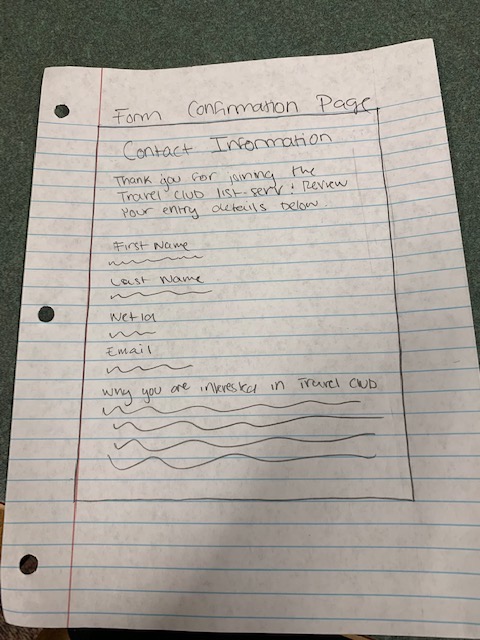 Form Confirmation Page
Contact Information
Thank you for joining the
Travel Club list-serv. Review
Your entry details below.
First Name
Last Name
Net Id
Email
Why you are interested in Travel Club